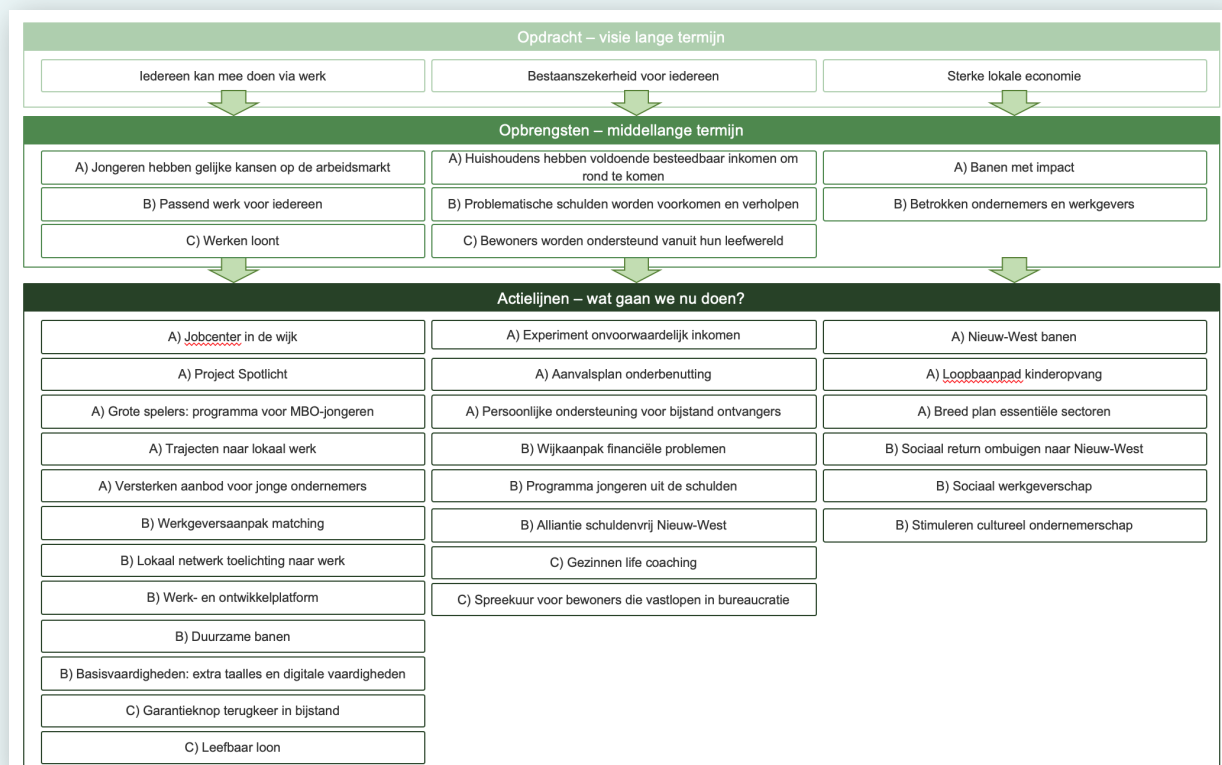 Opdracht – visie lange termijn
Iedereen kan mee doen via werk
Bestaanszekerheid voor iedereen
Sterke lokale economie
Opbrengsten – middellange termijn
A) Jongeren hebben gelijke kansen op de arbeidsmarkt
A) Huishoudens hebben voldoende besteedbaar inkomen om
rond te komen
A) Banen met impact
B) Passend werk voor iedereen
B) Problematische schulden worden voorkomen en verholpen
B) Betrokken ondernemers en werkgevers
C) Werken loont
C) Bewoners worden ondersteund vanuit hun leefwereld
Actielijnen – wat gaan we nu doen?
A) Jobcenter in de wijk
A) Experiment onvoorwaardelijk inkomen
A) Nieuw-West banen
A) Project Spotlicht
A) Aanvalsplan onderbenutting
A) Loopbaanpad kinderopvang
A) Grote spelers: programma voor MBO-jongeren
A) Persoonlijke ondersteuning voor bijstand ontvangers
A) Breed plan essentiële sectoren
A) Trajecten naar lokaal werk
B) Wijkaanpak financiële problemen
B) Sociaal return ombuigen naar Nieuw-West
A) Versterken aanbod voor jonge ondernemers
B) Programma jongeren uit de schulden
B) Sociaal werkgeverschap
B) Werkgeversaanpak matching
B) Alliantie schuldenvrij Nieuw-West
B) Stimuleren cultureel ondernemerschap
B) Lokaal netwerk toelichting naar werk
C) Gezinnen life coaching
B) Werk- en ontwikkelplatform
C) Spreekuur voor bewoners die vastlopen in bureaucratie
B) Duurzame banen
B) Basisvaardigheden: extra taalles en digitale vaardigheden
C) Garantieknop terugkeer in bijstand
C) Leefbaar loon